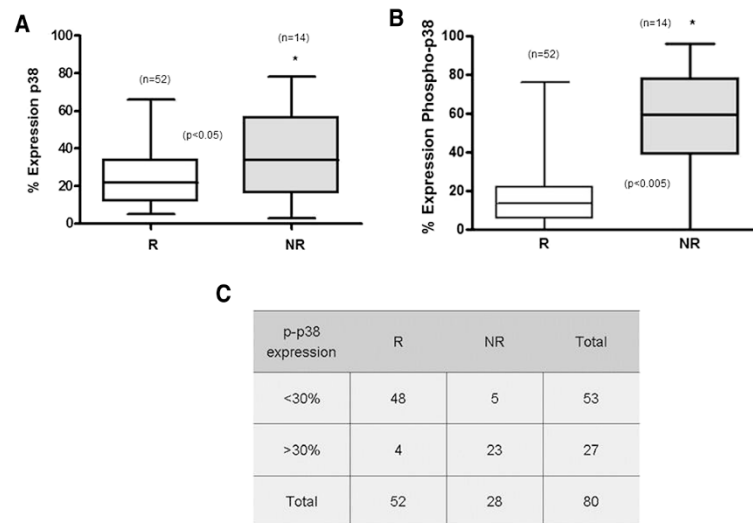 A
% Expression p38
100
80
60
40
20
0
(n=52)
(n=14)
*
(p<0.05)
R NR
B
% Expression Phospho-p38
100
80
60
40
20
0
(n=52)
(n=14) *
(p<0.005)
R NR
C
p-p38 expression R NR Total
<30% 48 5 53
>30% 4 23 27
Total 52 28 80